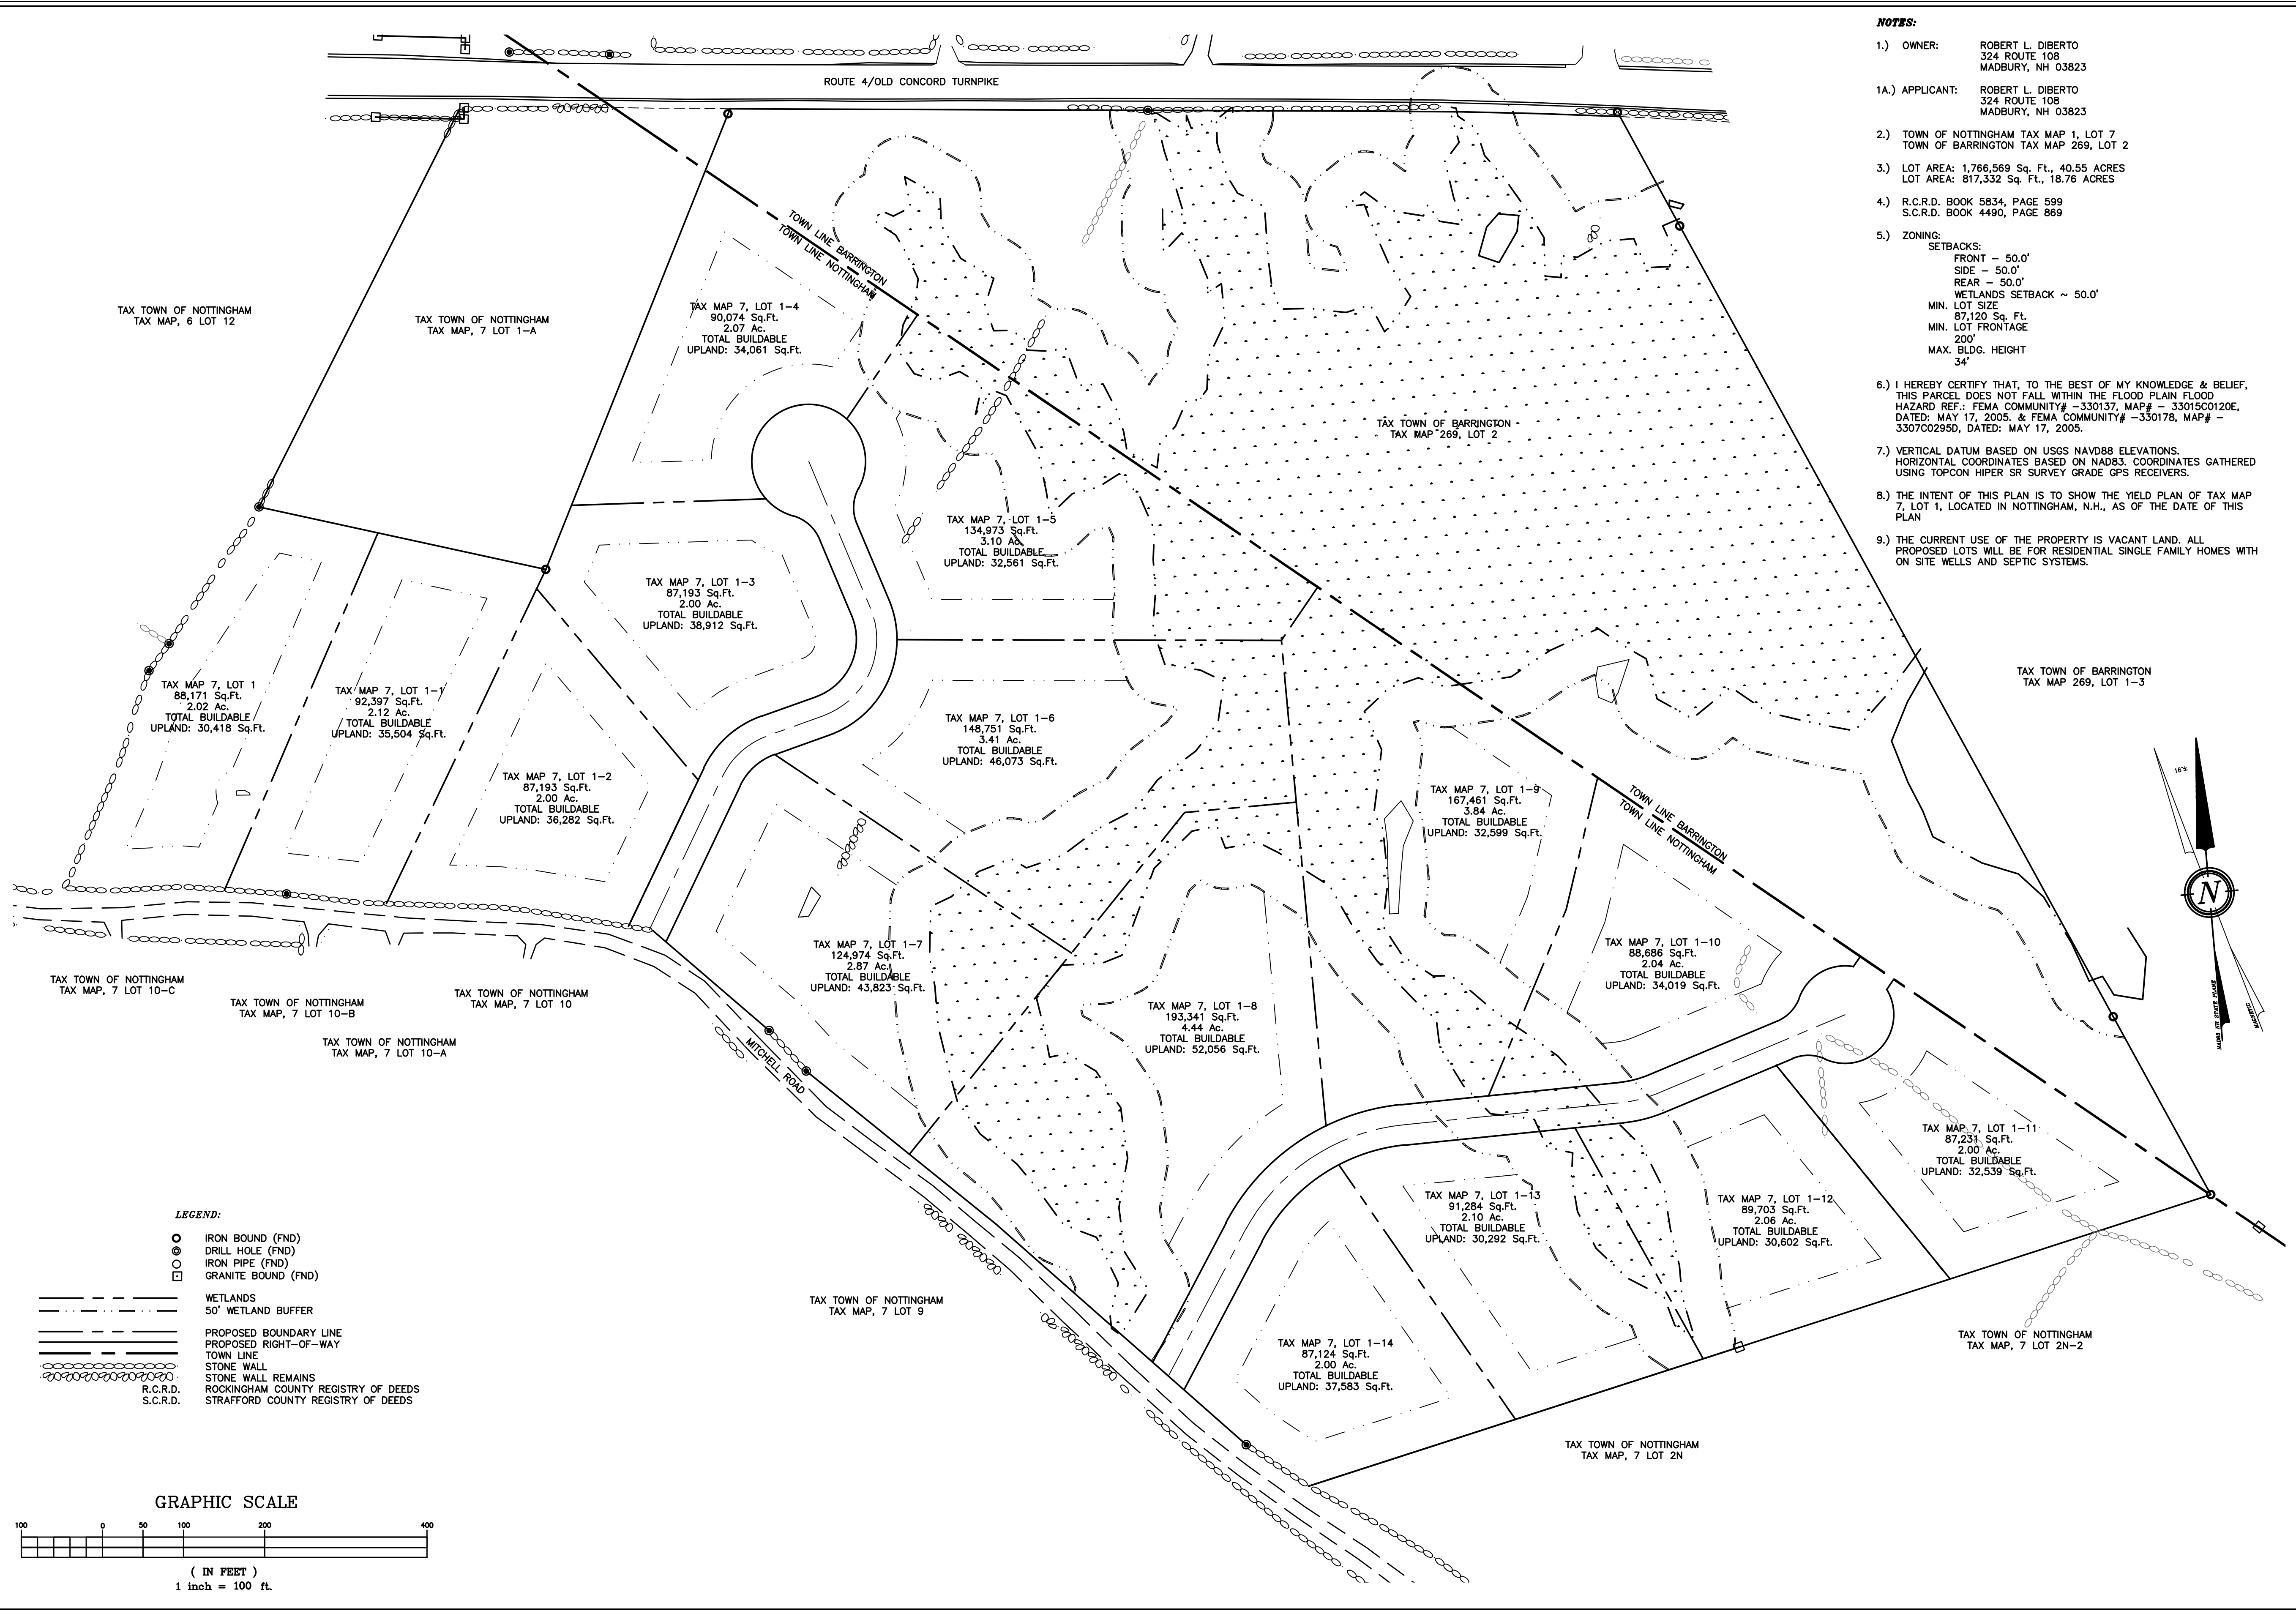 NOTES:
1.) OWNER: ROBERT L. DIBERTO
324 ROUTE 108
MADBURY, NH 03823
1A.) APPLICANT: ROBERT L. DIBERTO
324 ROUTE 108
MADBURY, NH 03823
2.) TOWN OF NOTTINGHAM TAX MAP 1, LOT 7
TOWN OF BARRINGTON TAX MAP 269, LOT 2
3.) LOT AREA: 1,766,569 Sq. Ft., 40.55 ACRES
LOT AREA: 817,332 Sq. Ft., 18.76 ACRES
4.) R.C.R.D. BOOK 5834, PAGE 599
S.C.R.D. BOOK 4490, PAGE 869
5.) ZONING:
SETBACKS:
FRONT – 50.0'
SIDE – 50.0'
REAR – 50.0'
WETLANDS SETBACK ~ 50.0'
MIN. LOT SIZE
87,120 Sq. Ft.
MIN. LOT FRONTAGE
200'
MAX. BLDG. HEIGHT
34'
6.) I HEREBY CERTIFY THAT, TO THE BEST OF MY KNOWLEDGE & BELIEF,
THIS PARCEL DOES NOT FALL WITHIN THE FLOOD PLAIN FLOOD
HAZARD REF.: FEMA COMMUNITY# –330137, MAP# – 33015C0120E,
DATED: MAY 17, 2005. & FEMA COMMUNITY# –330178, MAP# –
3307C0295D, DATED: MAY 17, 2005.
7.) VERTICAL DATUM BASED ON USGS NAVD88 ELEVATIONS.
HORIZONTAL COORDINATES BASED ON NAD83. COORDINATES GATHERED
USING TOPCON HIPER SR SURVEY GRADE GPS RECEIVERS.
8.) THE INTENT OF THIS PLAN IS TO SHOW THE YIELD PLAN OF TAX MAP
7, LOT 1, LOCATED IN NOTTINGHAM, N.H., AS OF THE DATE OF THIS
PLAN
9.) THE CURRENT USE OF THE PROPERTY IS VACANT LAND. ALL
PROPOSED LOTS WILL BE FOR RESIDENTIAL SINGLE FAMILY HOMES WITH
ON SITE WELLS AND SEPTIC SYSTEMS.
ROUTE 4/OLD CONCORD TURNPIKE
TOWN LINE BARRINGTON
TOWN LINE NOTTINGHAM
TAX TOWN OF NOTTINGHAM
TAX MAP, 6 LOT 12
TAX TOWN OF NOTTINGHAM
TAX MAP, 7 LOT 1-A
TAX MAP 7, LOT 1-4
90,074 Sq.Ft.
2.07 Ac.
TOTAL BUILDABLE
UPLAND: 34,061 Sq.Ft.
TAX TOWN OF BARRINGTON
TAX MAP 269, LOT 2
TAX MAP 7, LOT 1-5
134,973 Sq.Ft.
3.10 Ac.
TOTAL BUILDABLE
UPLAND: 32,561 Sq.Ft.
TAX MAP 7, LOT 1-3
87,193 Sq.Ft.
2.00 Ac.
TOTAL BUILDABLE
UPLAND: 38,912 Sq.Ft.
TAX TOWN OF BARRINGTON
TAX MAP 269, LOT 1-3
TAX MAP 7, LOT 1
88,171 Sq.Ft.
2.02 Ac.
TOTAL BUILDABLE
UPLAND: 30,418 Sq.Ft.
TAX MAP 7, LOT 1-1
92,397 Sq.Ft.
2.12 Ac.
TOTAL BUILDABLE
UPLAND: 35,504 Sq.Ft.
TAX MAP 7, LOT 1-6
148,751 Sq.Ft.
3.41 Ac.
TOTAL BUILDABLE
UPLAND: 46,073 Sq.Ft.
TAX MAP 7, LOT 1-2
87,193 Sq.Ft.
2.00 Ac.
TOTAL BUILDABLE
UPLAND: 36,282 Sq.Ft.
TAX MAP 7, LOT 1-9
167,461 Sq.Ft.
3.84 Ac.
TOTAL BUILDABLE
UPLAND: 32,599 Sq.Ft.
TOWN LINE BARRINGTON
TOWN LINE NOTTINGHAM
16°±
N
NAD83 NH STATE PLANE
MAGNETIC
TAX MAP 7, LOT 1-7
124,974 Sq.Ft.
2.87 Ac.
TOTAL BUILDABLE
UPLAND: 43,823 Sq.Ft.
TAX MAP 7, LOT 1-10
88,686 Sq.Ft.
2.04 Ac.
TOTAL BUILDABLE
UPLAND: 34,019 Sq.Ft.
TAX TOWN OF NOTTINGHAM
TAX MAP, 7 LOT 10-C
TAX TOWN OF NOTTINGHAM
TAX MAP, 7 LOT 10-B
TAX TOWN OF NOTTINGHAM
TAX MAP, 7 LOT 10
TAX TOWN OF NOTTINGHAM
TAX MAP, 7 LOT 10-A
MITCHELL ROAD
TAX MAP 7, LOT 1-8
193,341 Sq.Ft.
4.44 Ac.
TOTAL BUILDABLE
UPLAND: 52,056 Sq.Ft.
TAX MAP 7, LOT 1-11
87,231 Sq.Ft.
2.00 Ac.
TOTAL BUILDABLE
UPLAND: 32,539 Sq.Ft.
TAX MAP 7, LOT 1-13
91,284 Sq.Ft.
2.10 Ac.
TOTAL BUILDABLE
UPLAND: 30,292 Sq.Ft.
TAX MAP 7, LOT 1-12
89,703 Sq.Ft.
2.06 Ac.
TOTAL BUILDABLE
UPLAND: 30,602 Sq.Ft.
TAX TOWN OF NOTTINGHAM
TAX MAP, 7 LOT 9
TAX MAP 7, LOT 1-14
87,124 Sq.Ft.
2.00 Ac.
TOTAL BUILDABLE
UPLAND: 37,583 Sq.Ft.
TAX TOWN OF NOTTINGHAM
TAX MAP, 7 LOT 2N-2
TAX TOWN OF NOTTINGHAM
TAX MAP, 7 LOT 2N
LEGEND:
IRON BOUND (FND)
DRILL HOLE (FND)
IRON PIPE (FND)
GRANITE BOUND (FND)
WETLANDS
50' WETLAND BUFFER
PROPOSED BOUNDARY LINE
PROPOSED RIGHT-OF-WAY
TOWN LINE
STONE WALL
STONE WALL REMAINS
R.C.R.D. ROCKINGHAM COUNTY REGISTRY OF DEEDS
S.C.R.D. STRAFFORD COUNTY REGISTRY OF DEEDS
GRAPHIC SCALE
100 0 50 100 200 400
( IN FEET )
1 inch = 100 ft.